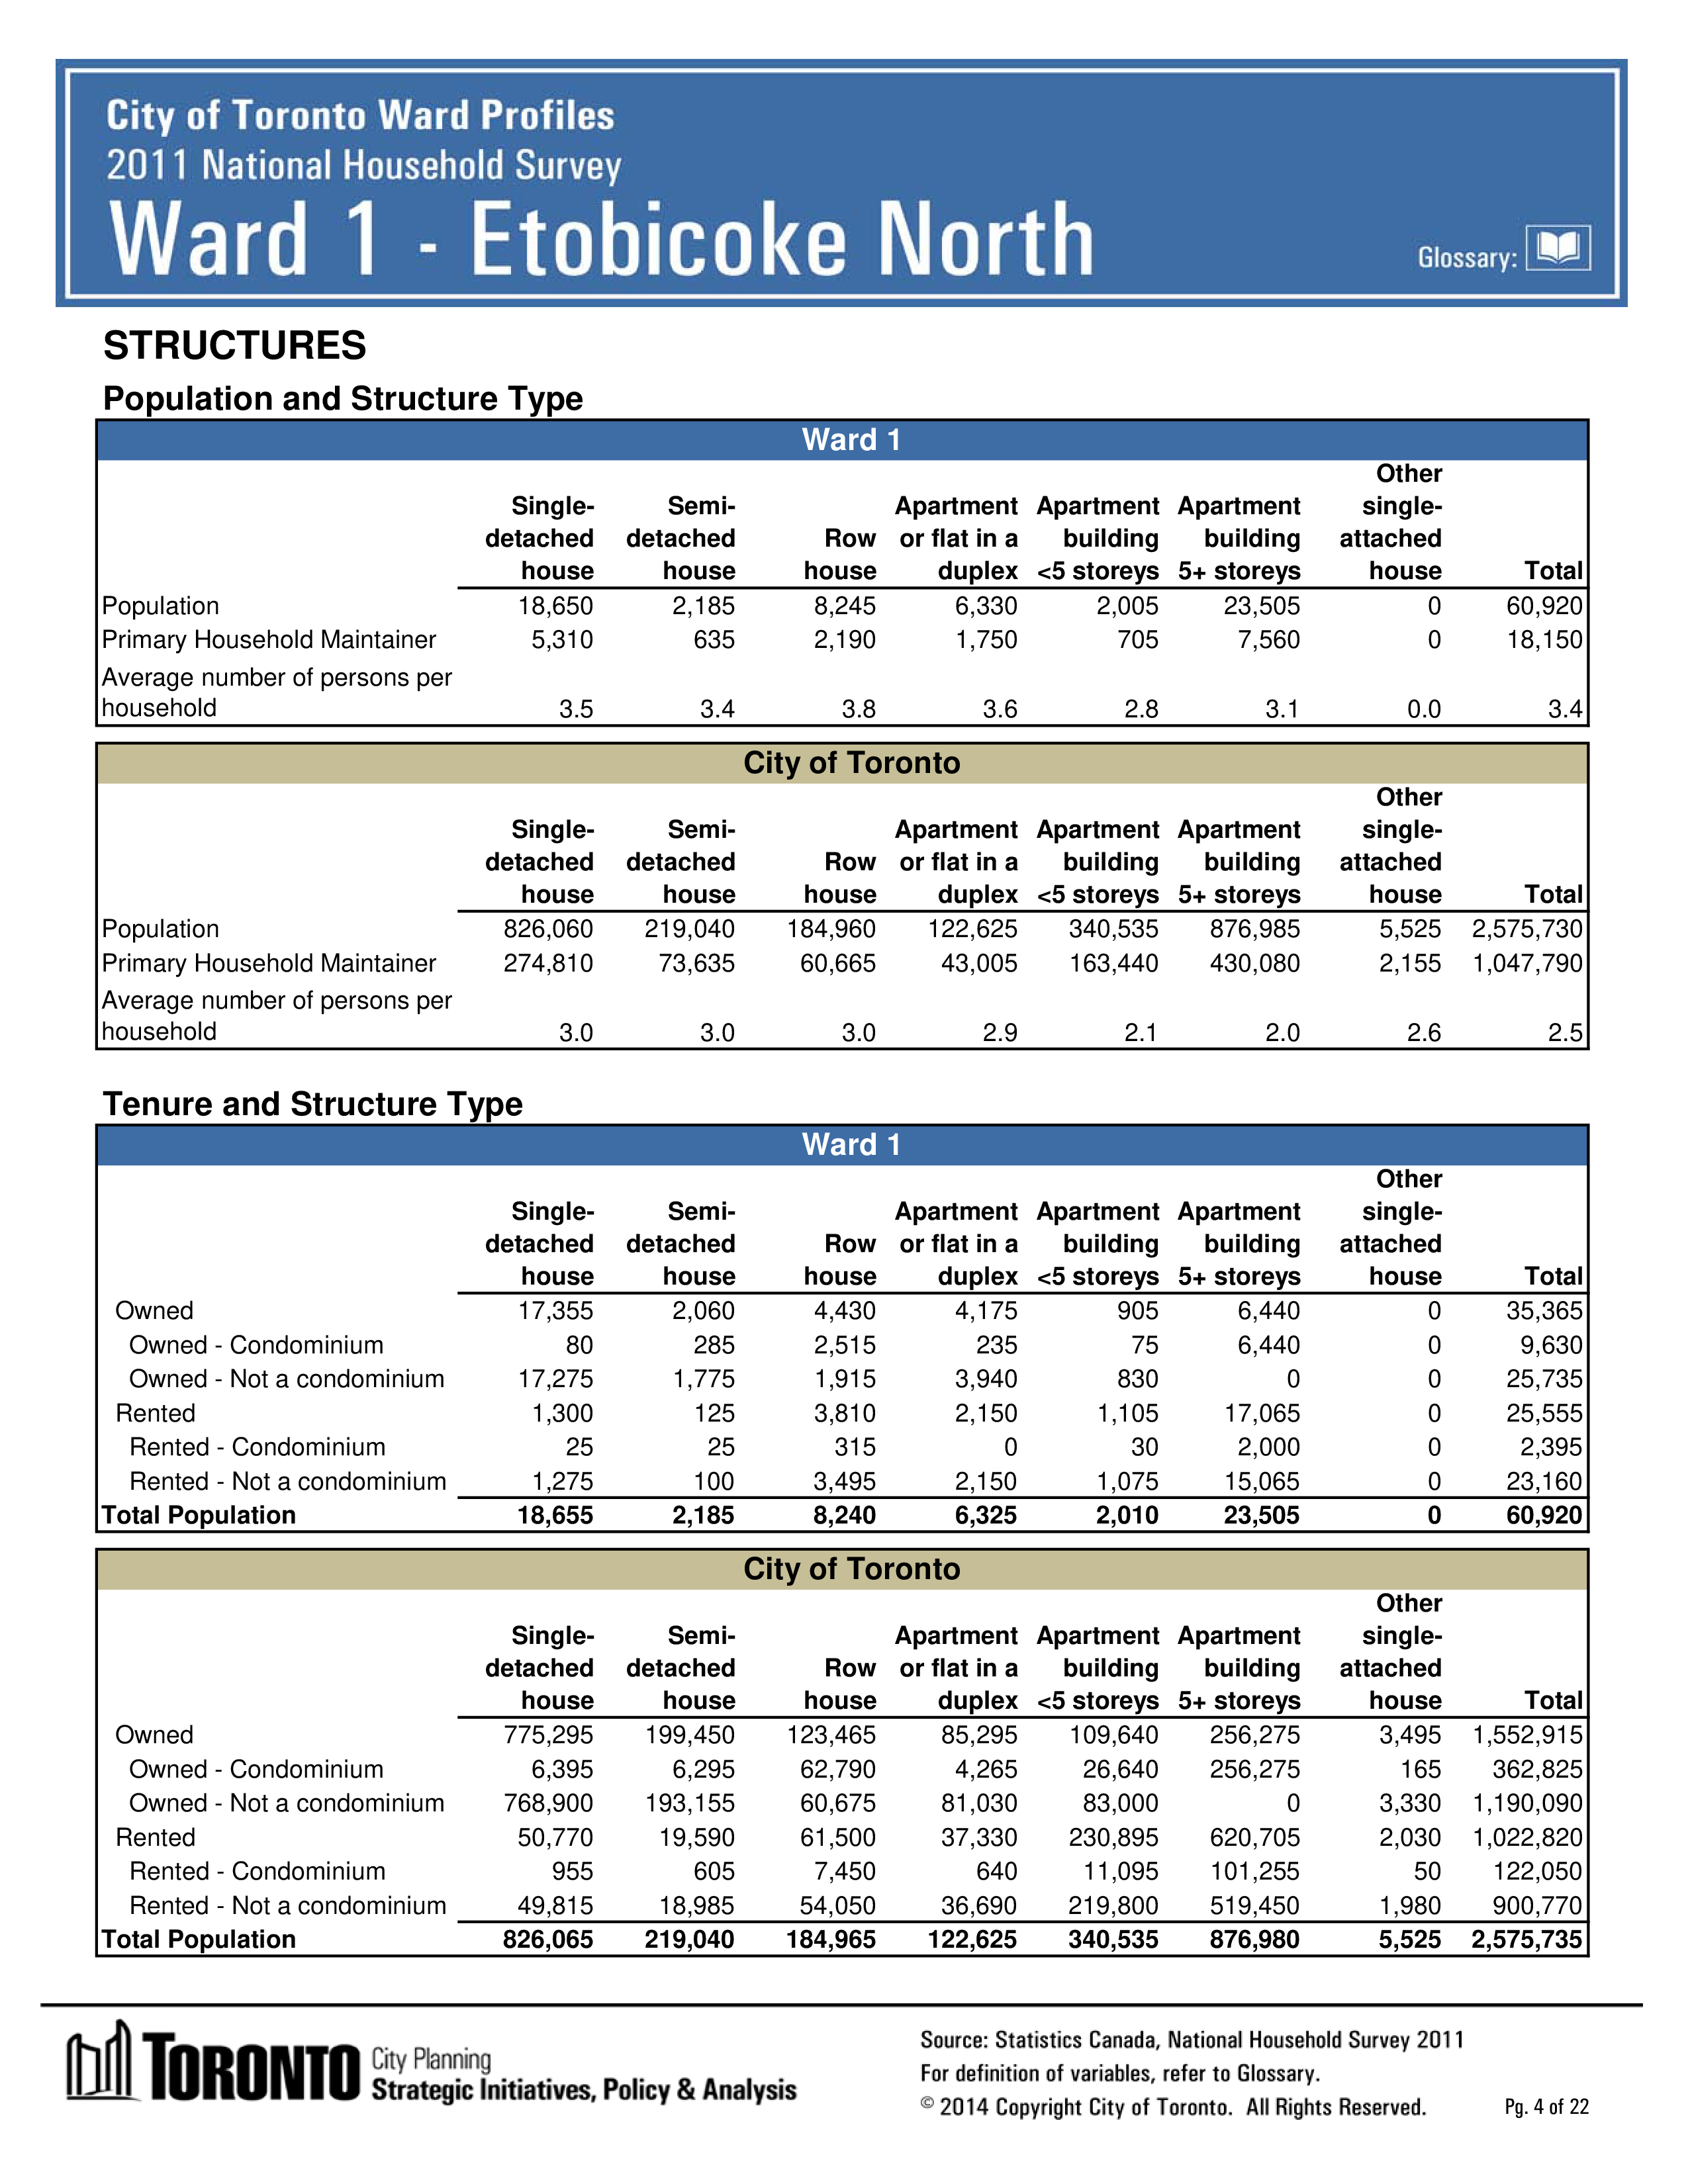 City of Toronto Ward Profiles
2011 National Household Survey
Ward 1 - Etobicoke North
Glossary:
STRUCTURES
Population and Structure Type
Ward 1
Other
Single- Semi- Apartment Apartment Apartment single-
detached detached Row or flat in a building building attached
house house house duplex <5 storeys 5+ storeys house Total
Population 18,650 2,185 8,245 6,330 2,005 23,505 0 60,920
Primary Household Maintainer 5,310 635 2,190 1,750 705 7,560 0 18,150
Average number of persons per
household 3.5 3.4 3.8 3.6 2.8 3.1 0.0 3.4
City of Toronto
Other
Single- Semi- Apartment Apartment Apartment single-
detached detached Row or flat in a building building attached
house house house duplex <5 storeys 5+ storeys house Total
Population 826,060 219,040 184,960 122,625 340,535 876,985 5,525 2,575,730
Primary Household Maintainer 274,810 73,635 60,665 43,005 163,440 430,080 2,155 1,047,790
Average number of persons per
household 3.0 3.0 3.0 2.9 2.1 2.0 2.6 2.5
Tenure and Structure Type
Ward 1
Other
Single- Semi- Apartment Apartment Apartment single-
detached detached Row or flat in a building building attached
house house house duplex <5 storeys 5+ storeys house Total
Owned 17,355 2,060 4,430 4,175 905 6,440 0 35,365
Owned - Condominium 80 285 2,515 235 75 6,440 0 9,630
Owned - Not a condominium 17,275 1,775 1,915 3,940 830 0 0 25,735
Rented 1,300 125 3,810 2,150 1,105 17,065 0 25,555
Rented - Condominium 25 25 315 0 30 2,000 0 2,395
Rented - Not a condominium 1,275 100 3,495 2,150 1,075 15,065 0 23,160
Total Population 18,655 2,185 8,240 6,325 2,010 23,505 0 60,920
City of Toronto
Other
Single- Semi- Apartment Apartment Apartment single-
detached detached Row or flat in a building building attached
house house house duplex <5 storeys 5+ storeys house Total
Owned 775,295 199,450 123,465 85,295 109,640 256,275 3,495 1,552,915
Owned - Condominium 6,395 6,295 62,790 4,265 26,640 256,275 165 362,825
Owned - Not a condominium 768,900 193,155 60,675 81,030 83,000 0 3,330 1,190,090
Rented 50,770 19,590 61,500 37,330 230,895 620,705 2,030 1,022,820
Rented - Condominium 955 605 7,450 640 11,095 101,255 50 122,050
Rented - Not a condominium 49,815 18,985 54,050 36,690 219,800 519,450 1,980 900,770
Total Population 826,065 219,040 184,965 122,625 340,535 876,980 5,525 2,575,735
TORONTO City Planning
Strategic Initiatives, Policy & Analysis
Source: Statistics Canada, National Household Survey 2011
For definition of variables, refer to Glossary.
© 2014 Copyright City of Toronto. All Rights Reserved. Pg. 4 of 22